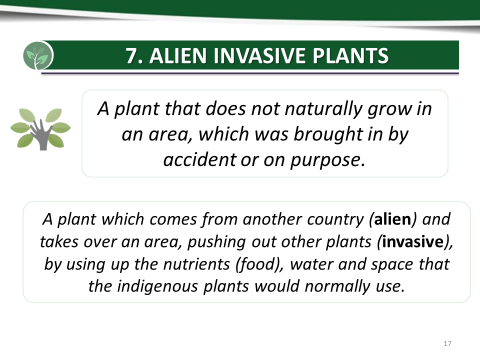 7. ALIEN INVASIVE PLANTS
A plant that does not naturally grow in
an area, which was brought in by
accident or on purpose.
A plant which comes from another country (alien) and
takes over an area, pushing out other plants (invasive),
by using up the nutrients (food), water and space that
the indigenous plants would normally use.
17